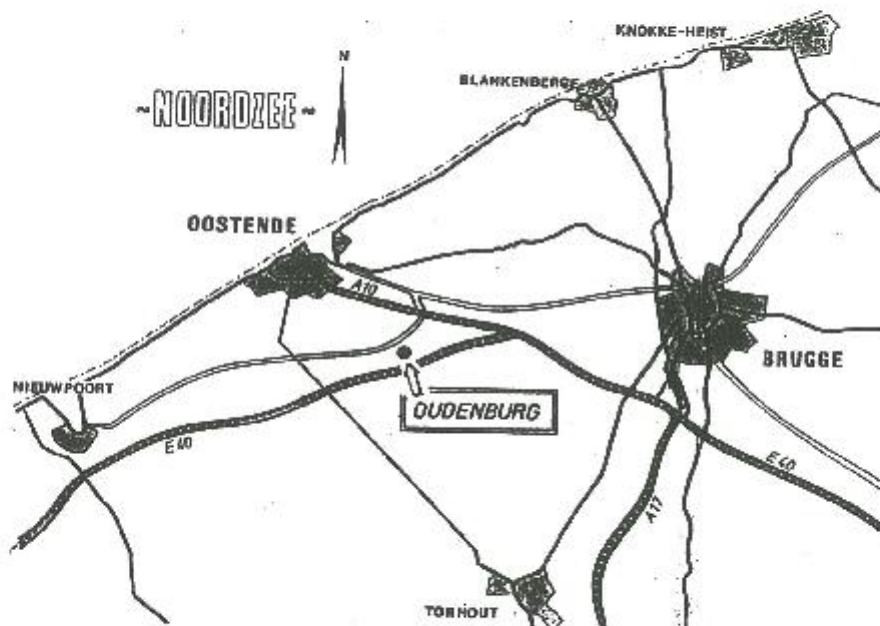 KNOKKE-HEIST
N
BLANKENBERGE
~NOORDZEE~
OOSTENDE
A10
BRUGGE
NIEUWPOORT
OUDENBURG
E40
E40
A17
TORHOUT